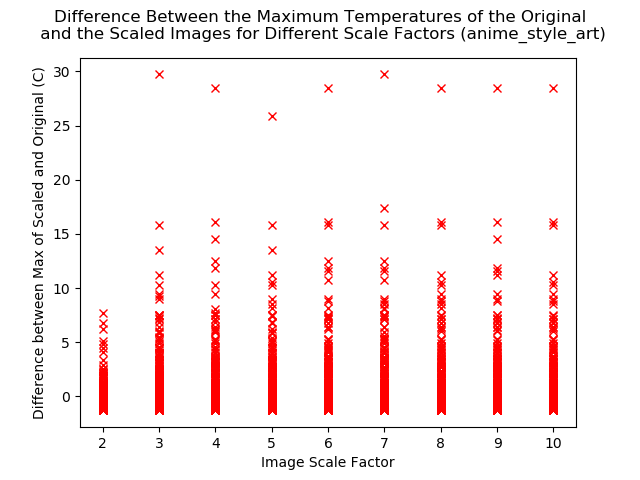 Difference Between the Maximum Temperatures of the Original
and the Scaled Images for Different Scale Factors (anime_style_art)
Difference between Max of Scaled and Original (C)
30
25
20
15
10
5
0
2 3 4 5 6 7 8 9 10
Image Scale Factor